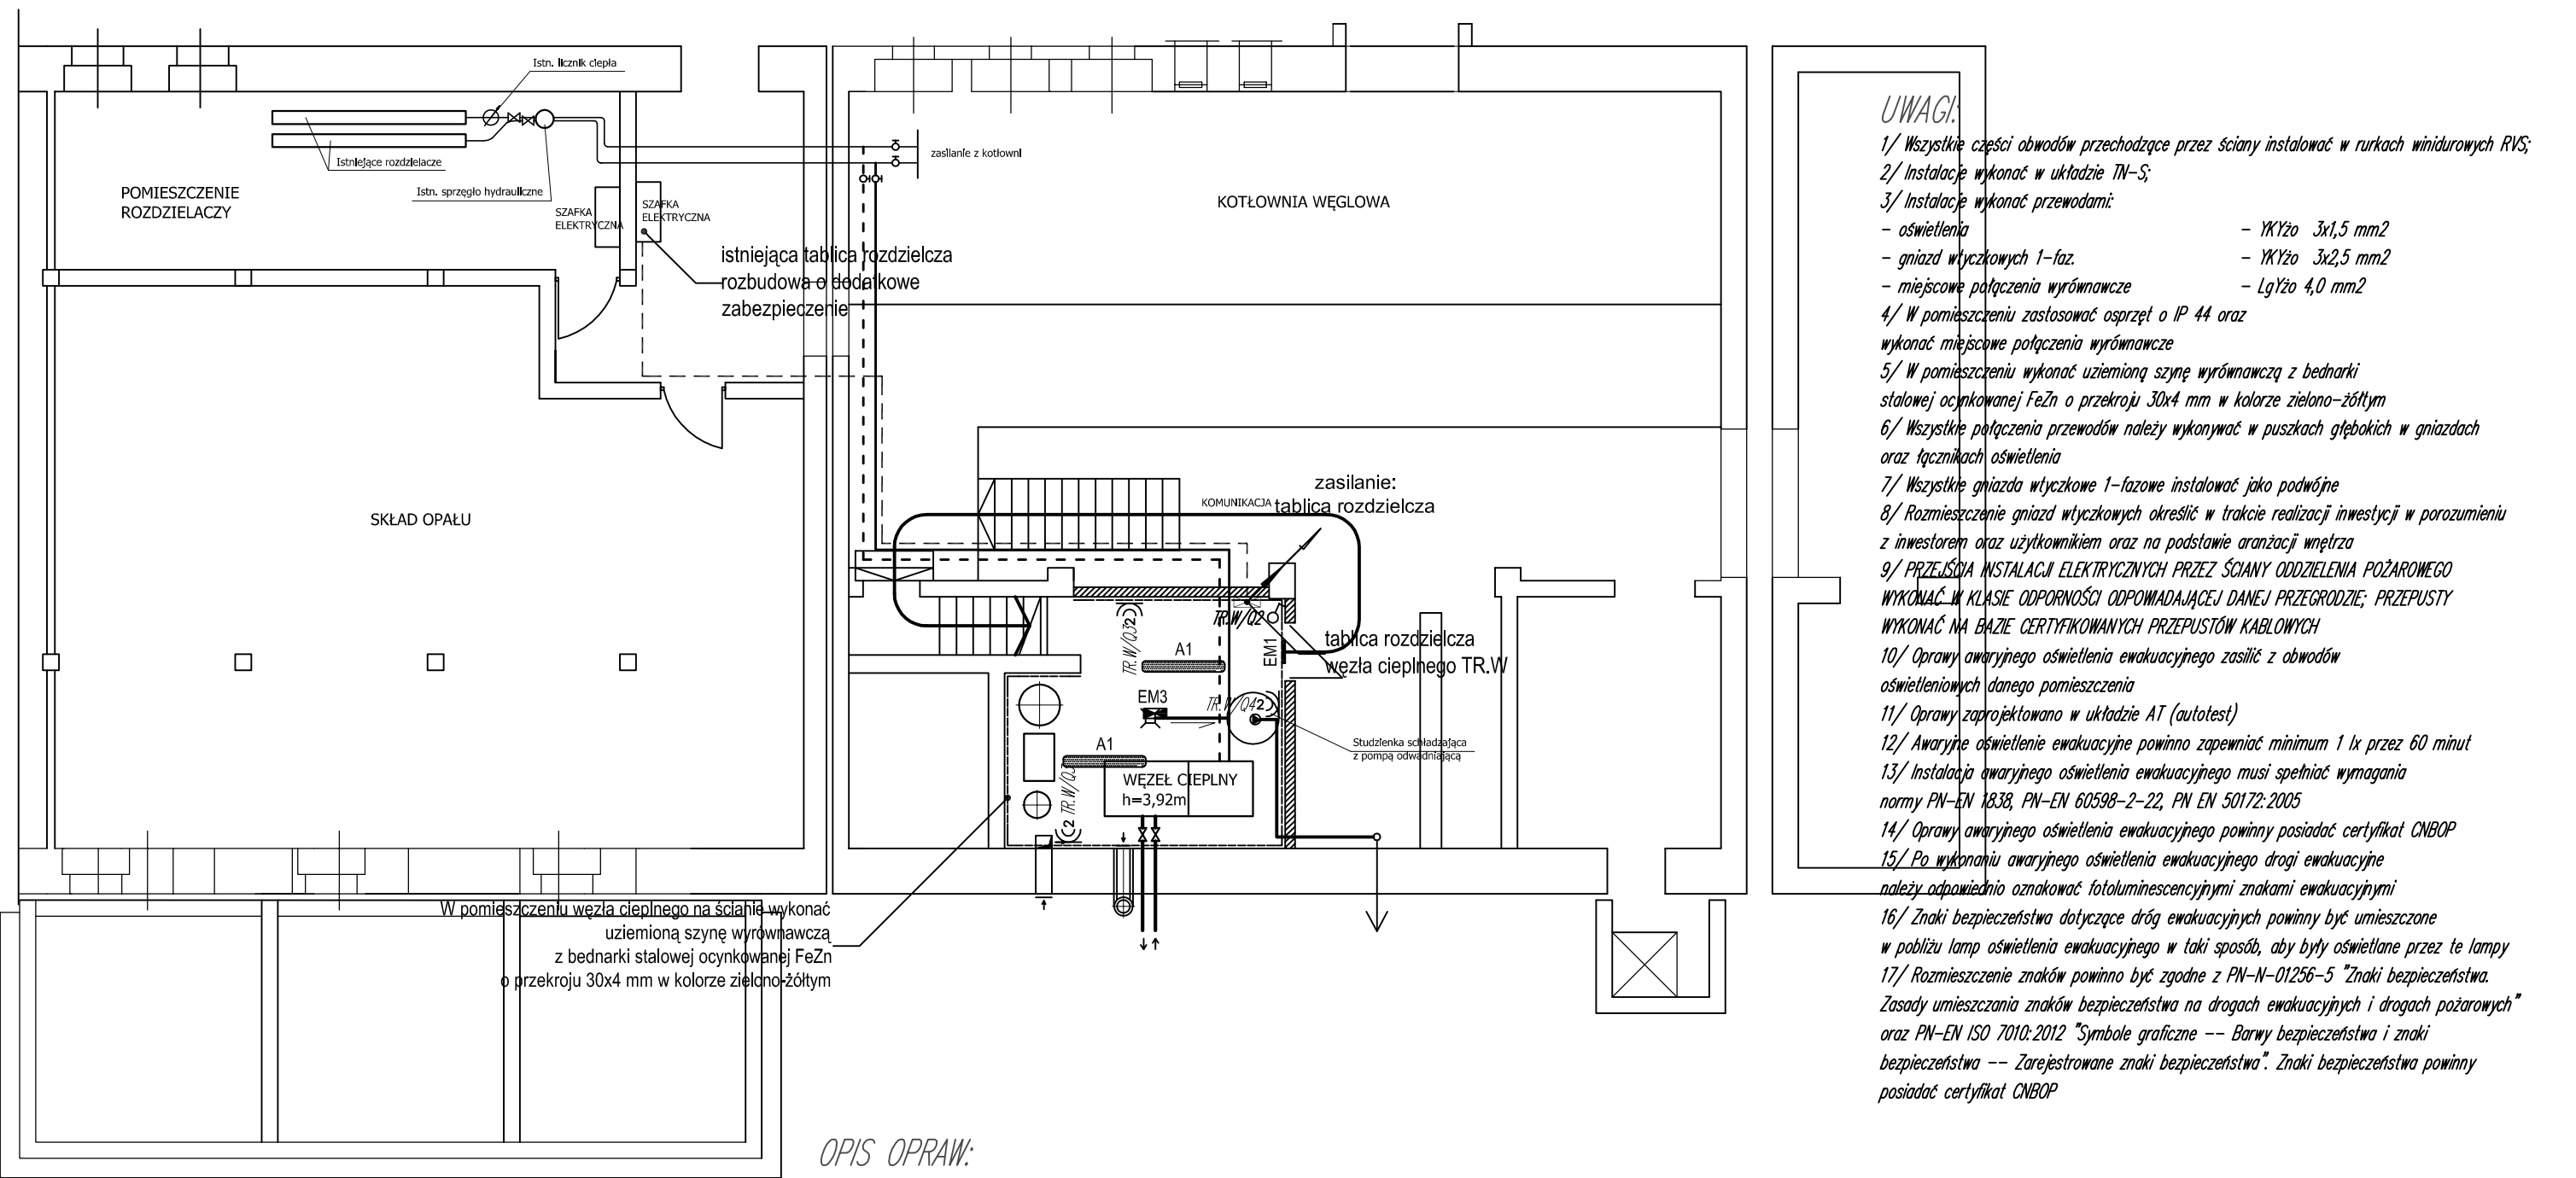 Istn. licznik ciepła
Istniejące rozdzielacze
Istn. sprzęgło hydrauliczne
POMIESZCZENIE
ROZDZIELACZY
SZAFKA
ELEKTRYCZNA
SZAFKA
ELEKTRYCZNA
istniejąca tablica rozdzielcza
rozbudowa o dodatkowe
zabezpieczenie
zasilanie z kotłowni
KOTŁOWNIA WĘGLOWA
SKŁAD OPAŁU
KOMUNIKACJA
zasilanie:
tablica rozdzielcza
TR.W/Q2
TR.W/Q3
2
A1
EM1
tablica rozdzielcza
węzła cieplnego TR.W
EM3
TR.W/Q4
2
A1
TR.W/Q3
2
WĘZEŁ CIEPLNY
h=3,92m
Studzienka schładzająca
z pompą odwadniającą
W pomieszczeniu węzła cieplnego na ścianie wykonać
uziemioną szynę wyrównawczą
z bednarki stalowej ocynkowanej FeZn
o przekroju 30x4 mm w kolorze zielono-żółtym
OPIS OPRAW:
UWAGI:
1/ Wszystkie części obwodów przechodzące przez ściany instalować w rurkach winidurowych RVS;
2/ Instalacje wykonać w układzie TN-S;
3/ Instalacje wykonać przewodami:
- oświetlenia - YKYżo 3x1,5 mm2
- gniazd wtyczkowych 1-faz. - YKYżo 3x2,5 mm2
- miejscowe połączenia wyrównawcze - LgYżo 4,0 mm2
4/ W pomieszczeniu zastosować osprzęt o IP 44 oraz
wykonać miejscowe połączenia wyrównawcze
5/ W pomieszczeniu wykonać uziemioną szynę wyrównawczą z bednarki
stalowej ocynkowanej FeZn o przekroju 30x4 mm w kolorze zielono-żółtym
6/ Wszystkie połączenia przewodów należy wykonywać w puszkach głębokich w gniazdach
oraz łącznikach oświetlenia
7/ Wszystkie gniazda wtyczkowe 1-fazowe instalować jako podwójne
8/ Rozmieszczenie gniazd wtyczkowych określić w trakcie realizacji inwestycji w porozumieniu
z inwestorem oraz użytkownikiem oraz na podstawie aranżacji wnętrza
9/ PRZEJŚCIA INSTALACJI ELEKTRYCZNYCH PRZEZ ŚCIANY ODDZIELENIA POŻAROWEGO
WYKONAĆ W KLASIE ODPORNOŚCI ODPOWIADAJĄCEJ DANEJ PRZEGRODZIE; PRZEPUSTY
WYKONAĆ NA BAZIE CERTYFIKOWANYCH PRZEPUSTÓW KABLOWYCH
10/ Oprawy awaryjnego oświetlenia ewakuacyjnego zasilić z obwodów
oświetleniowych danego pomieszczenia
11/ Oprawy zaprojektowano w układzie AT (autotest)
12/ Awaryjne oświetlenie ewakuacyjne powinno zapewniać minimum 1 lx przez 60 minut
13/ Instalacja awaryjnego oświetlenia ewakuacyjnego musi spełniać wymagania
normy PN-EN 1838, PN-EN 60598-2-22, PN EN 50172:2005
14/ Oprawy awaryjnego oświetlenia ewakuacyjnego powinny posiadać certyfikat CNBOP
15/ Po wykonaniu awaryjnego oświetlenia ewakuacyjnego drogi ewakuacyjne
należy odpowiednio oznakować fotoluminescencyjnymi znakami ewakuacyjnymi
16/ Znaki bezpieczeństwa dotyczące dróg ewakuacyjnych powinny być umieszczone
w pobliżu lamp oświetlenia ewakuacyjnego w taki sposób, aby były oświetlane przez te lampy
17/ Rozmieszczenie znaków powinno być zgodne z PN-N-01256-5 "Znaki bezpieczeństwa.
Zasady umieszczania znaków bezpieczeństwa na drogach ewakuacyjnych i drogach pożarowych"
oraz PN-EN ISO 7010:2012 "Symbole graficzne -- Barwy bezpieczeństwa i znaki
bezpieczeństwa -- Zarejestrowane znaki bezpieczeństwa". Znaki bezpieczeństwa powinny
posiadać certyfikat CNBOP